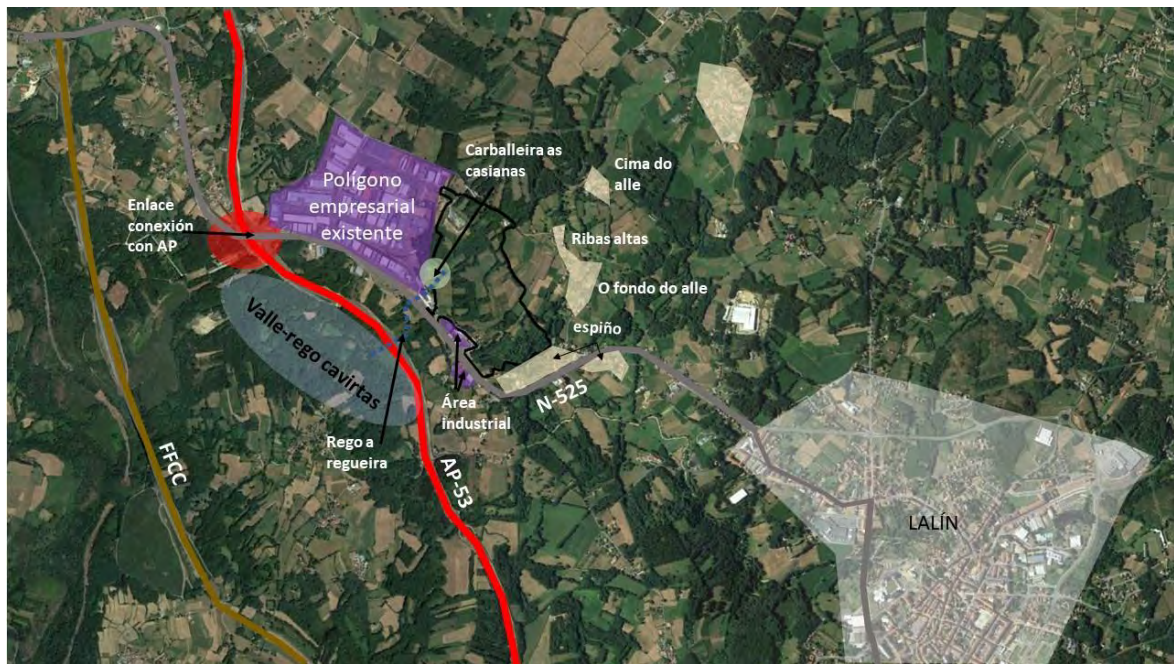 Carballeira as
casianas
Cima do
alle
Polígono
empresarial
existente
Enlace
conexión
con AP
Ribas altas
O fondo do alle
espiño
Valle-rego cavirtas
Área
industrial
N-525
Rego a
regueira
FFCC
AP-53
LALÍN